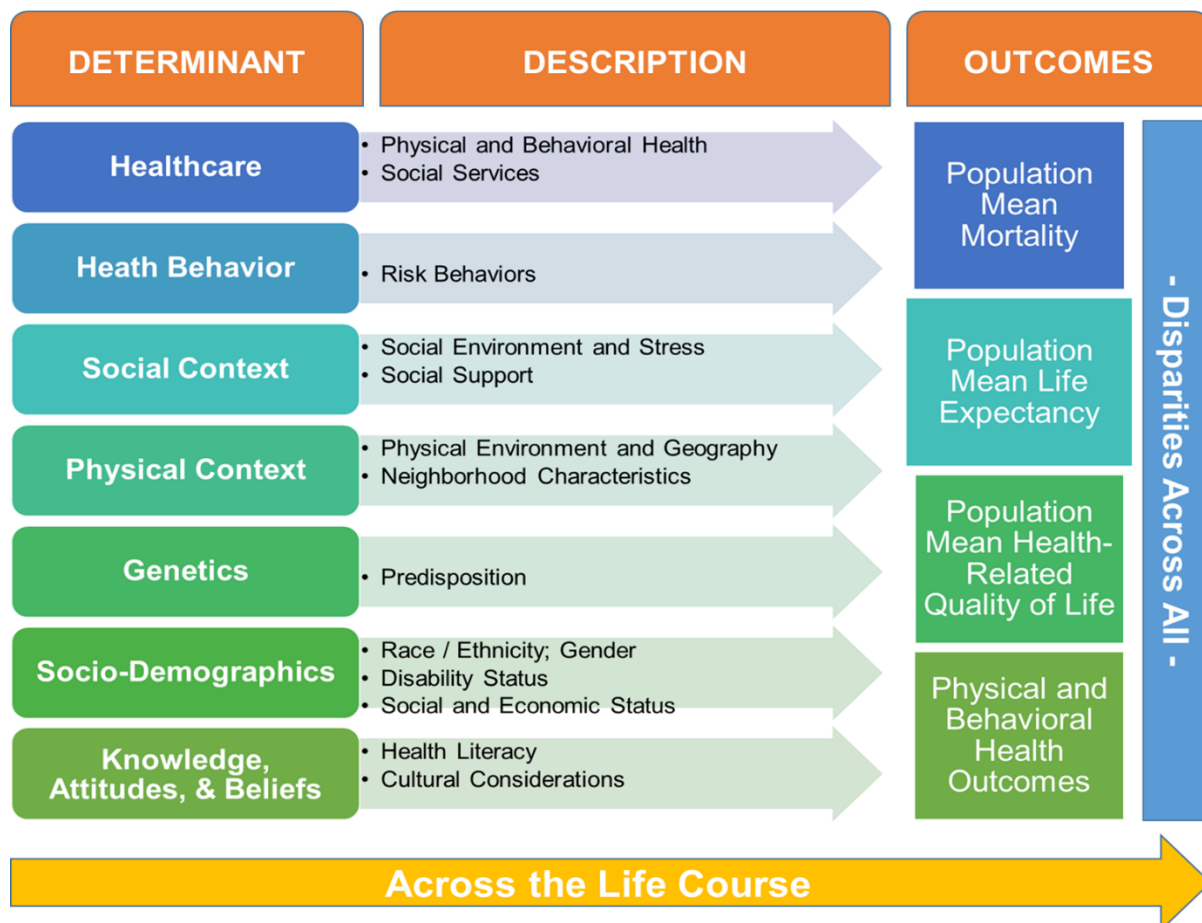 DETERMINANT
DESCRIPTION
OUTCOMES
Healthcare
• Physical and Behavioral Health
• Social Services
Heath Behavior
• Risk Behaviors
Social Context
• Social Environment and Stress
• Social Support
Physical Context
• Physical Environment and Geography
• Neighborhood Characteristics
Genetics
• Predisposition
Socio-Demographics
• Race / Ethnicity; Gender
• Disability Status
• Social and Economic Status
Knowledge,
Attitudes, & Beliefs
• Health Literacy
• Cultural Considerations
Population
Mean
Mortality
Population
Mean Life
Expectancy
Population
Mean Health-
Related
Quality of Life
Physical and
Behavioral
Health
Outcomes
- Disparities Across All -
Across the Life Course